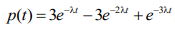 p(t) = 3e^{-λt} − 3e^{-2λt} + e^{-3λt}